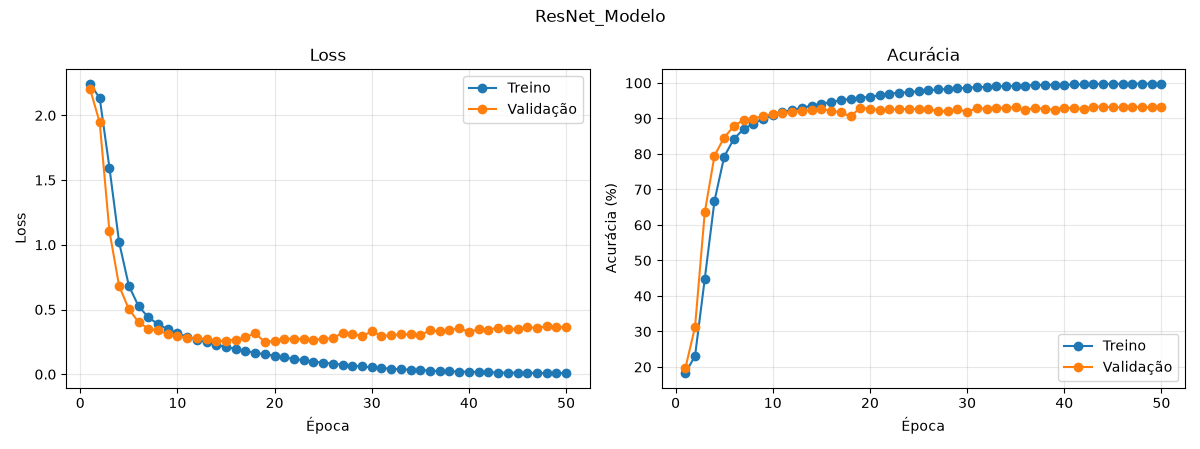 ResNet_Modelo
Loss
Treino
Validação
2.0
1.5
1.0
0.5
0.0
Loss
0 10 20 30 40 50
Época
Acurácia
100
90
80
70
60
50
40
30
20
Acurácia (%)
Treino
Validação
0 10 20 30 40 50
Época